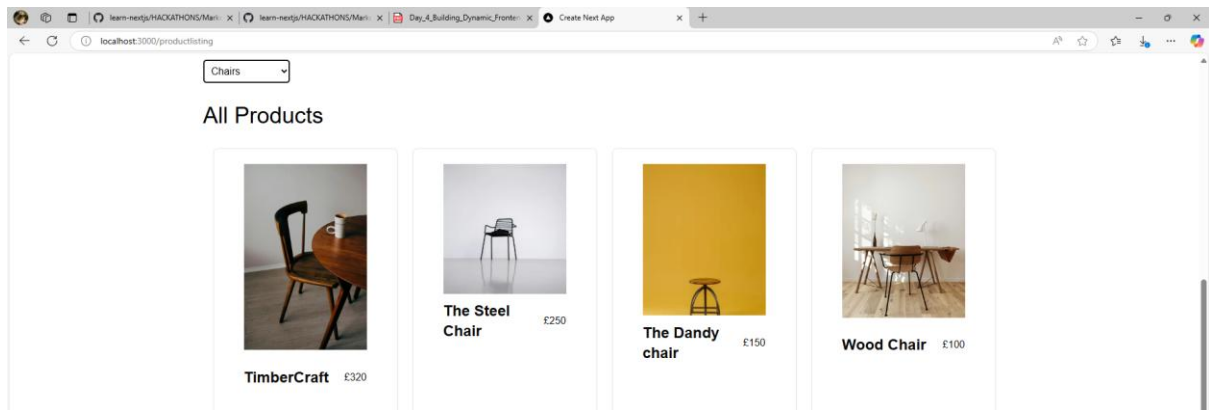 learn-nextjs/HACKATHONS/Mark
learn-nextjs/HACKATHONS/Mark
Day_4_Building_Dynamic_Fronten
Create Next App
localhost:3000/productlisting
Chairs
All Products
TimberCraft £320
The Steel
Chair
£250
The Dandy
chair
£150
Wood Chair £100